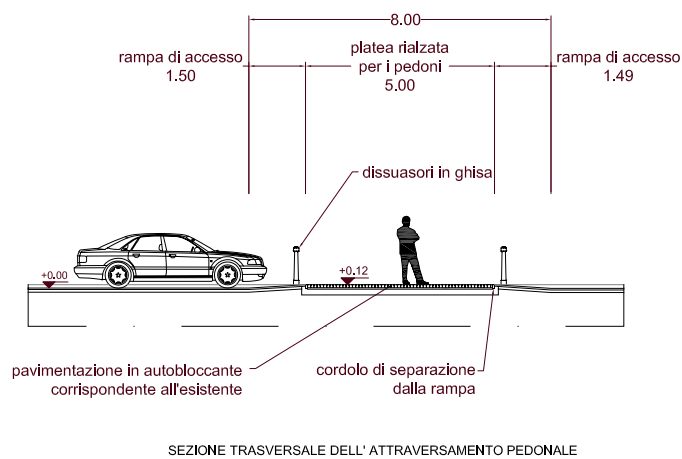 8.00
rampa di accesso
1.50
platea rialzata
per i pedoni
5.00
rampa di accesso
1.49
dissuasori in ghisa
+0.00
+0.12
pavimentazione in autobloccante
corrispondente all'esistente
cordolo di separazione
dalla rampa
SEZIONE TRASVERSALE DELL' ATTRAVERSAMENTO PEDONALE